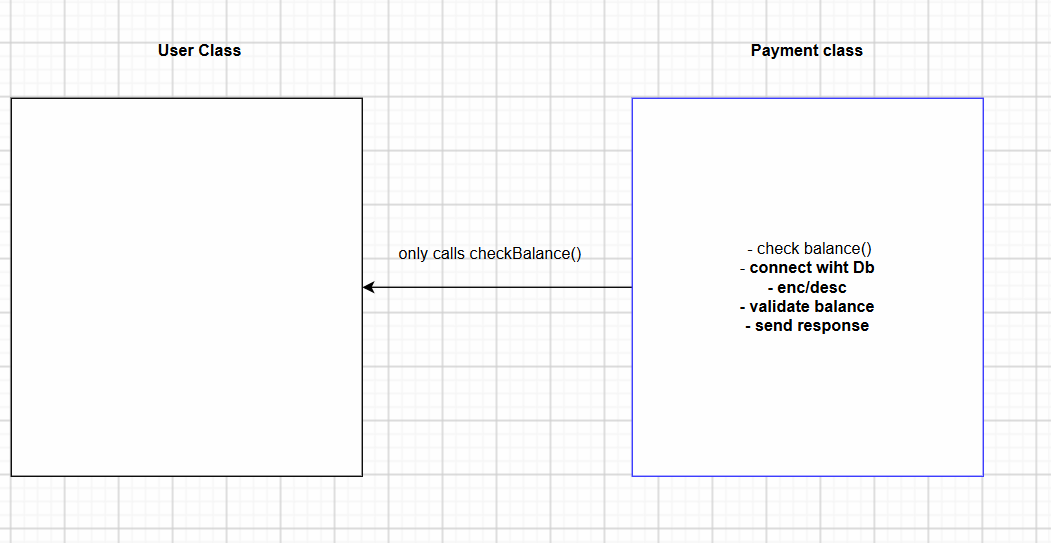 User Class
Payment class
only calls checkBalance()
- check balance()
- connect wiht Db
- enc/desc
- validate balance
- send response